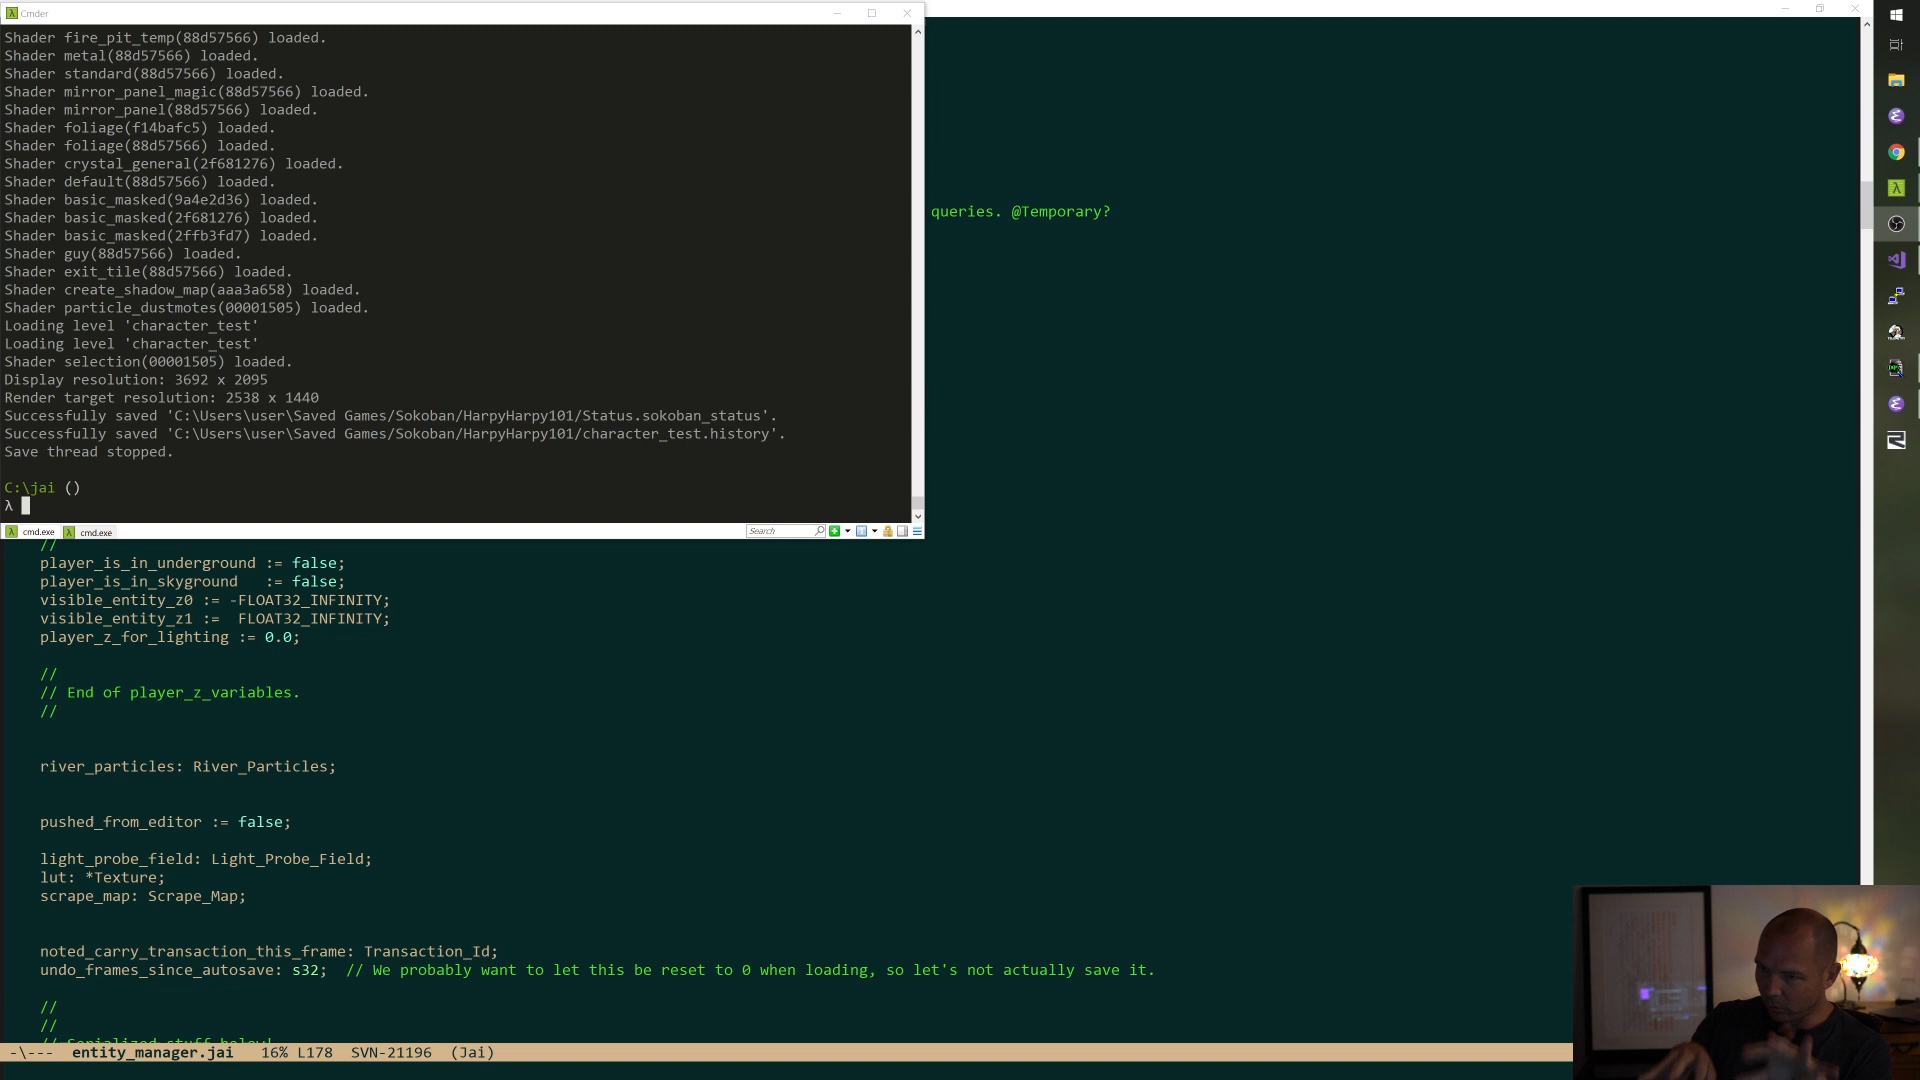 Cmder
Shader fire_pit_temp(88d57566) loaded.
Shader metal(88d57566) loaded.
Shader standard(88d57566) loaded.
Shader mirror_panel_magic(88d57566) loaded.
Shader mirror_panel(88d57566) loaded.
Shader foliage(f14bafc5) loaded.
Shader foliage(88d57566) loaded.
Shader crystal_general(2f681276) loaded.
Shader default(88d57566) loaded.
Shader basic_masked(9a4e2d36) loaded.
Shader basic_masked(2f681276) loaded.
Shader basic_masked(2ffb3fd7) loaded.
Shader guy(88d57566) loaded.
Shader exit_tile(88d57566) loaded.
Shader create_shadow_map(aaa3a658) loaded.
Shader particle_dustmotes(00001505) loaded.
Loading level 'character_test'
Loading level 'character_test'
Shader selection(00001505) loaded.
Display resolution: 3692 x 2095
Render target resolution: 2538 x 1440
Successfully saved 'C:\Users\user\Saved Games/Sokoban/HarpyHarpy101/Status.sokoban_status'.
Successfully saved 'C:\Users\user\Saved Games/Sokoban/HarpyHarpy101/character_test.history'.
Save thread stopped.
C:\jai ()
λ
cmd.exe cmd.exe Search
queries. @Temporary?
//
player_is_in_underground := false;
player_is_in_skyground   := false;
visible_entity_z0 := -FLOAT32_INFINITY;
visible_entity_z1 :=  FLOAT32_INFINITY;
player_z_for_lighting := 0.0;
//
// End of player_z_variables.
//
river_particles: River_Particles;
pushed_from_editor := false;
light_probe_field: Light_Probe_Field;
lut: *Texture;
scrape_map: Scrape_Map;
noted_carry_transaction_this_frame: Transaction_Id;
undo_frames_since_autosave: s32;  // We probably want to let this be reset to 0 when loading, so let's not actually save it.
//
//
// Serialized stuff below!
-\--- entity_manager.jai 16% L178 SVN-21196 (Jai)